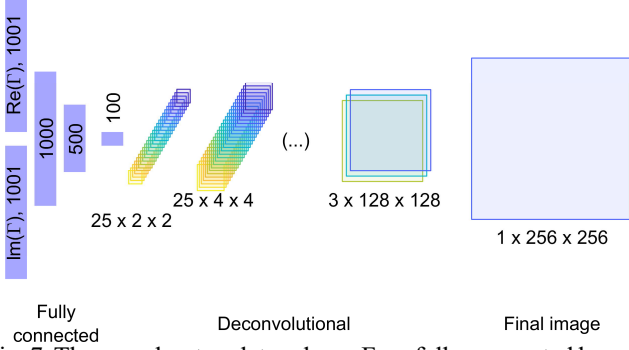 Re(Γ), 1001
Im(Γ), 1001
1000
500
100
25 x 2 x 2
25 x 4 x 4
(...)
3 x 128 x 128
1 x 256 x 256
Fully
connected
Deconvolutional
Final image